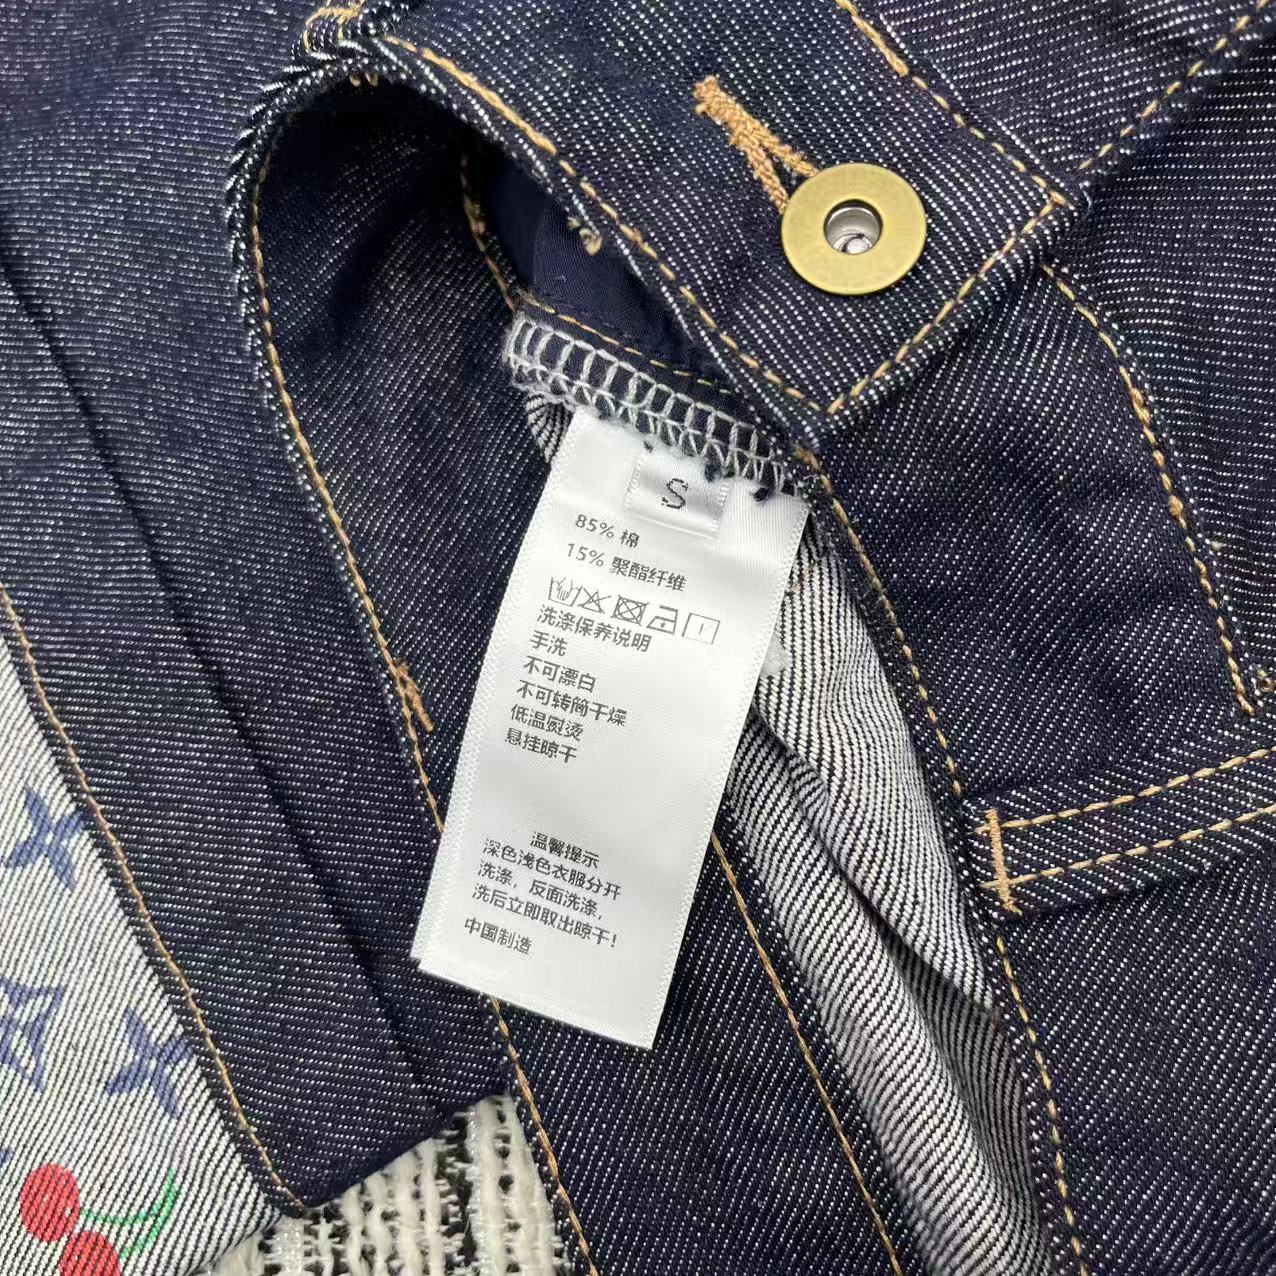 S
85% 棉
15% 聚酯纤维
洗涤保养说明
手洗
不可漂白
不可转筒干燥
低温熨烫
悬挂晾干
温馨提示
深色浅色衣服分开
洗涤，反面洗涤，
洗后立即取出晾干！
中国制造